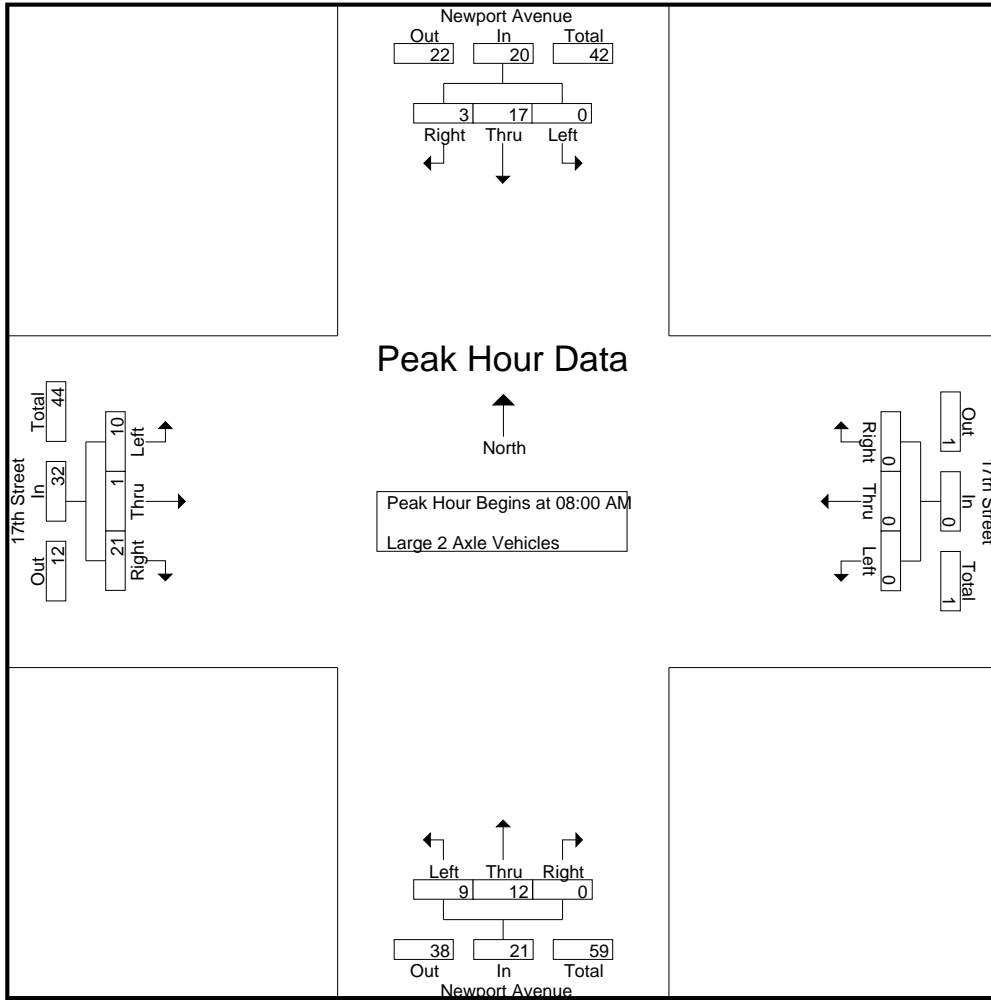 Newport Avenue
Out In Total
22 20 42
3 17 0
Right Thru Left
Peak Hour Data
North
Peak Hour Begins at 08:00 AM
Large 2 Axle Vehicles
17th Street
Out In Total
12 32 44
10 1 21
Left Thru Right
17th Street
Out In Total
1 0 1
Right Thru Left
0 0 0
Left Thru Right
9 12 0
38 21 59
Out In Total
Newport Avenue